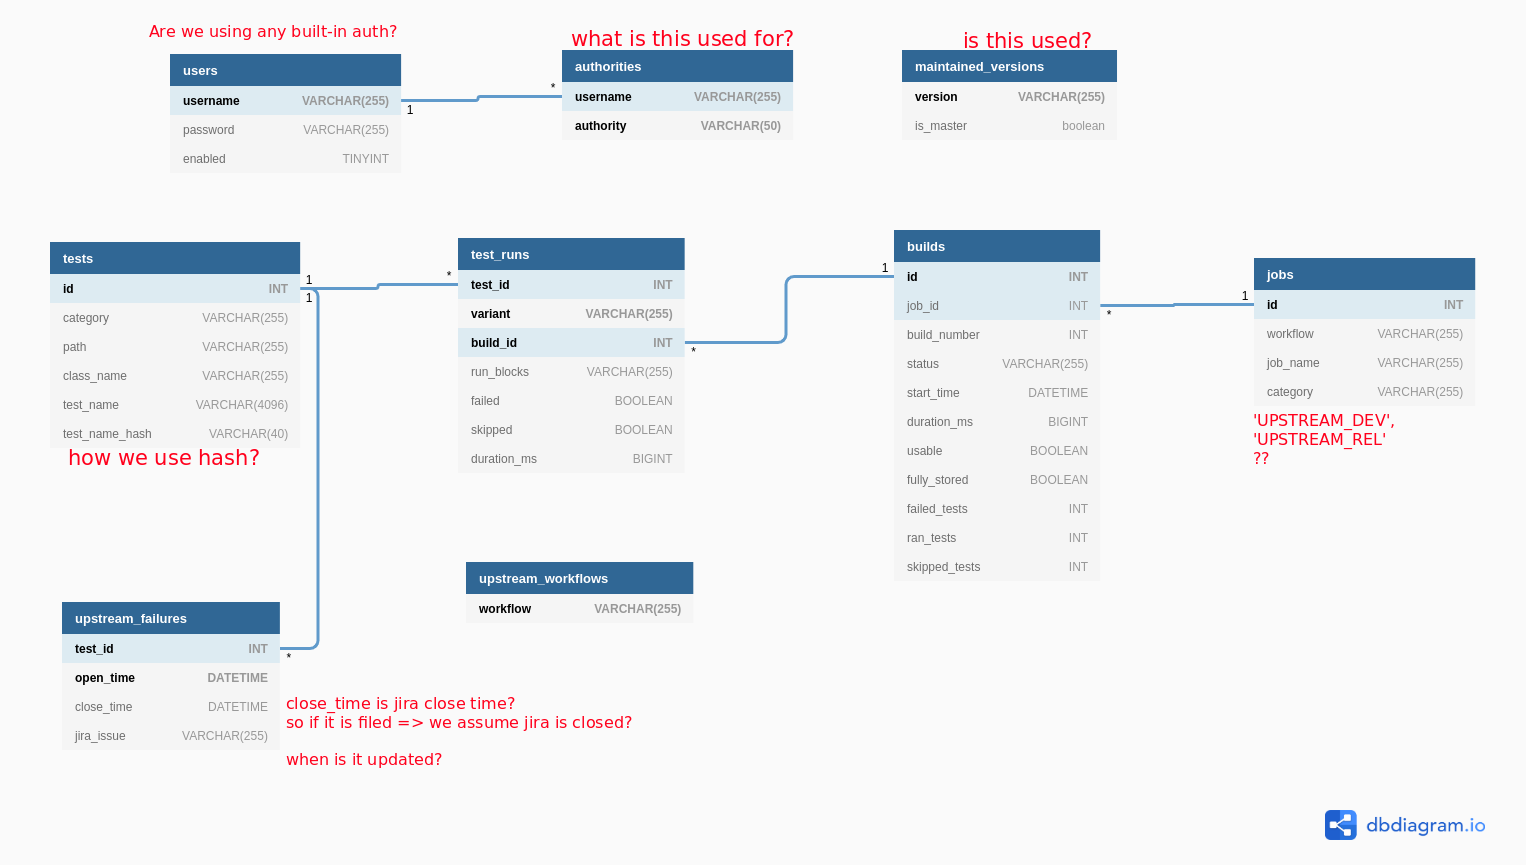 Are we using any built-in auth?
what is this used for?
is this used?
users
username VARCHAR(255)
password VARCHAR(255)
enabled TINYINT
1
*
authorities
username VARCHAR(255)
authority VARCHAR(50)
maintained_versions
version VARCHAR(255)
is_master boolean
tests
id INT
category VARCHAR(255)
path VARCHAR(255)
class_name VARCHAR(255)
test_name VARCHAR(4096)
test_name_hash VARCHAR(40)
how we use hash?
1
1
*
test_runs
test_id INT
variant VARCHAR(255)
build_id INT
run_blocks VARCHAR(255)
failed BOOLEAN
skipped BOOLEAN
duration_ms BIGINT
*
1
builds
id INT
job_id INT
build_number INT
status VARCHAR(255)
start_time DATETIME
duration_ms BIGINT
usable BOOLEAN
fully_stored BOOLEAN
failed_tests INT
ran_tests INT
skipped_tests INT
*
1
jobs
id INT
workflow VARCHAR(255)
job_name VARCHAR(255)
category VARCHAR(255)
'UPSTREAM_DEV',
'UPSTREAM_REL'
??
upstream_workflows
workflow VARCHAR(255)
upstream_failures
test_id INT
open_time DATETIME
close_time DATETIME
jira_issue VARCHAR(255)
*
close_time is jira close time?
so if it is filed => we assume jira is closed?
when is it updated?
dbdiagram.io